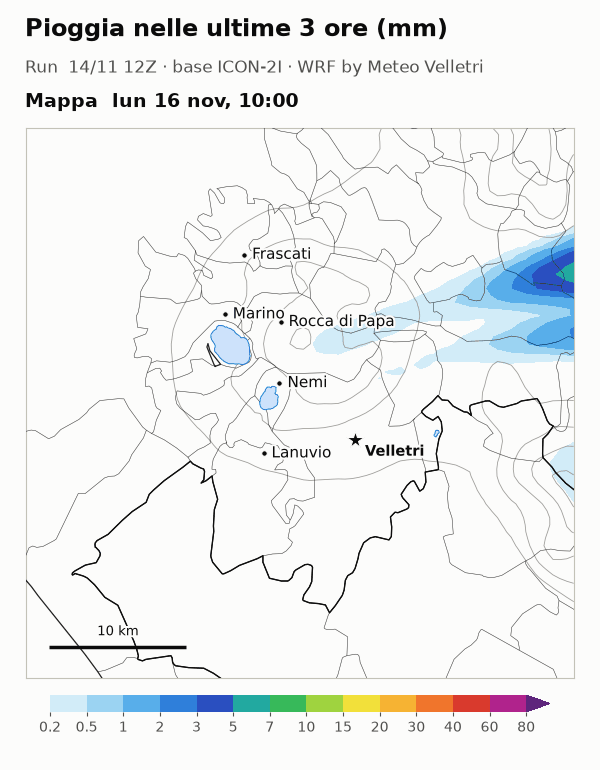 Pioggia nelle ultime 3 ore (mm)
Run 14/11 12Z · base ICON-2I · WRF by Meteo Velletri
Mappa lun 16 nov, 10:00
Frascati
Marino
Rocca di Papa
Nemi
Velletri
Lanuvio
10 km
0.2 0.5 1 2 3 5 7 10 15 20 30 40 60 80